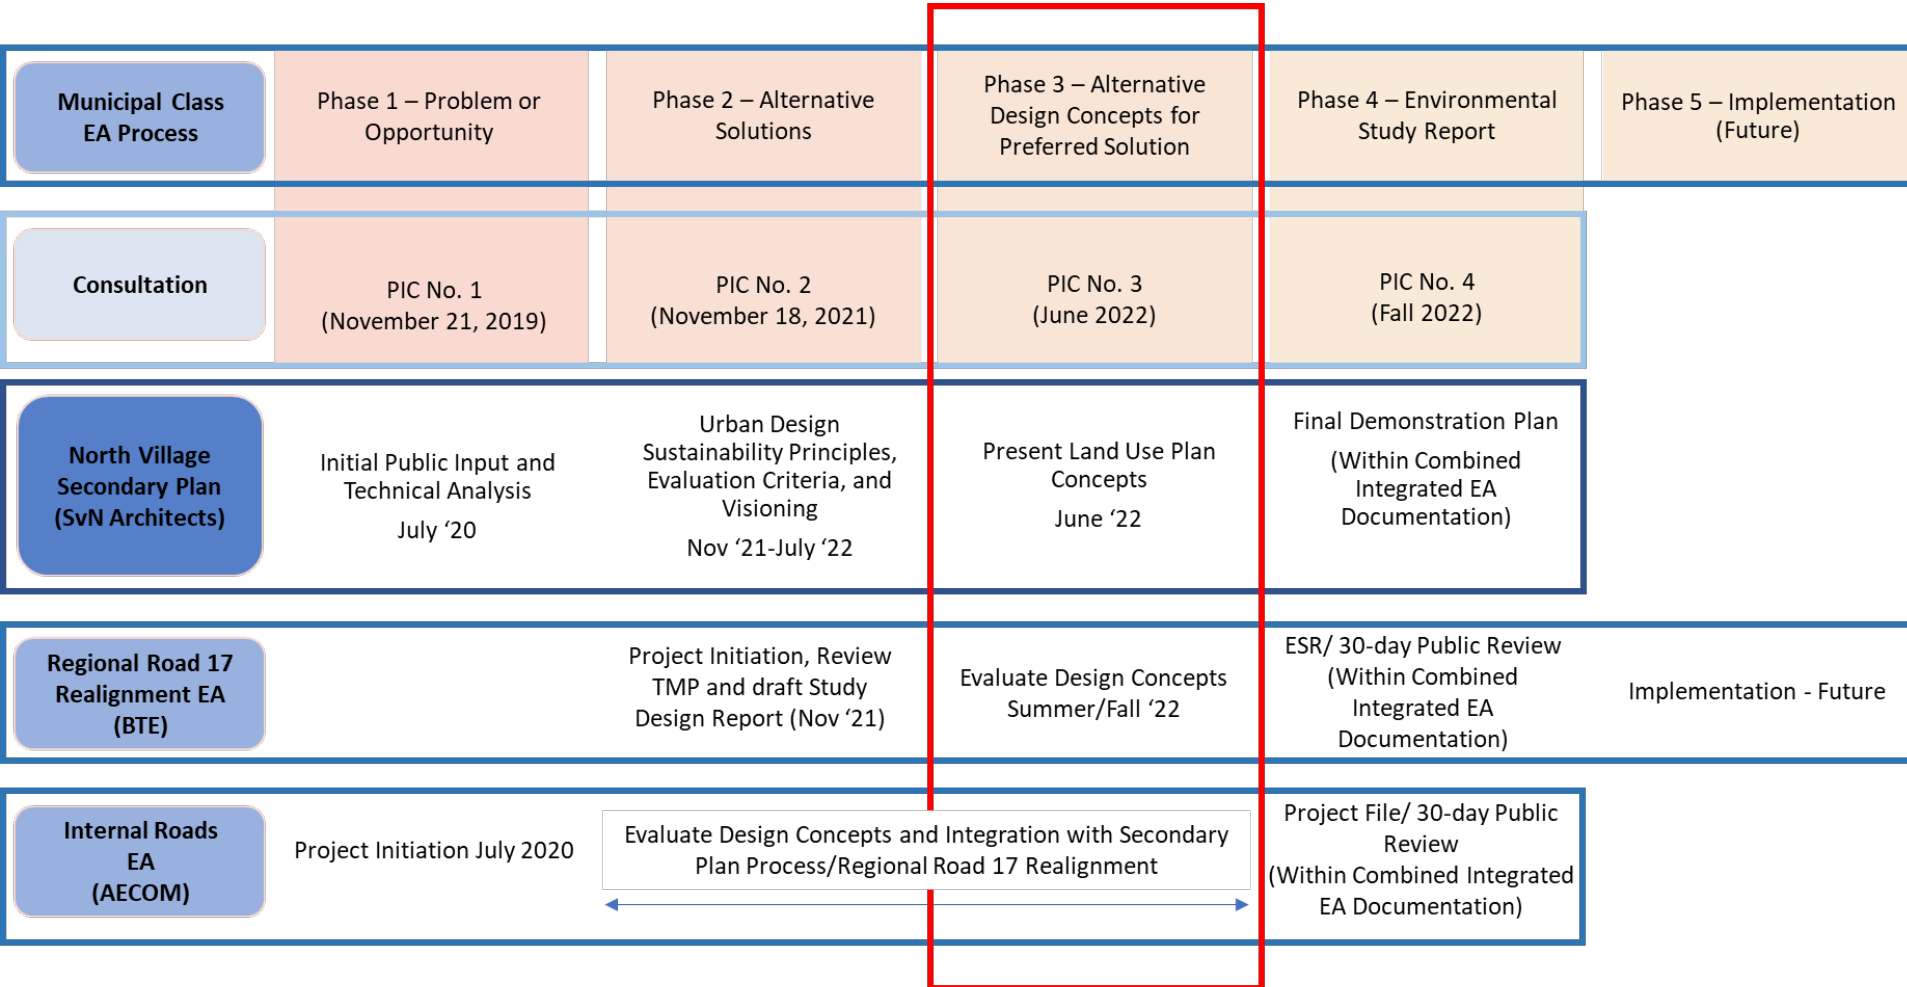 Municipal Class
EA Process
Phase 1 – Problem or
Opportunity
Phase 2 – Alternative
Solutions
Phase 3 – Alternative
Design Concepts for
Preferred Solution
Phase 4 – Environmental
Study Report
Phase 5 – Implementation
(Future)
Consultation
PIC No. 1
(November 21, 2019)
PIC No. 2
(November 18, 2021)
PIC No. 3
(June 2022)
PIC No. 4
(Fall 2022)
North Village
Secondary Plan
(SvN Architects)
Initial Public Input and
Technical Analysis
July ‘20
Urban Design
Sustainability Principles,
Evaluation Criteria, and
Visioning
Nov ‘21-July ‘22
Present Land Use Plan
Concepts
June ‘22
Final Demonstration Plan
(Within Combined
Integrated EA
Documentation)
Regional Road 17
Realignment EA
(BTE)
Project Initiation, Review
TMP and draft Study
Design Report (Nov ‘21)
Evaluate Design Concepts
Summer/Fall ‘22
ESR/ 30-day Public Review
(Within Combined
Integrated EA
Documentation)
Implementation - Future
Internal Roads
EA
(AECOM)
Project Initiation July 2020
Evaluate Design Concepts and Integration with Secondary
Plan Process/Regional Road 17 Realignment
Project File/ 30-day Public
Review
(Within Combined Integrated
EA Documentation)